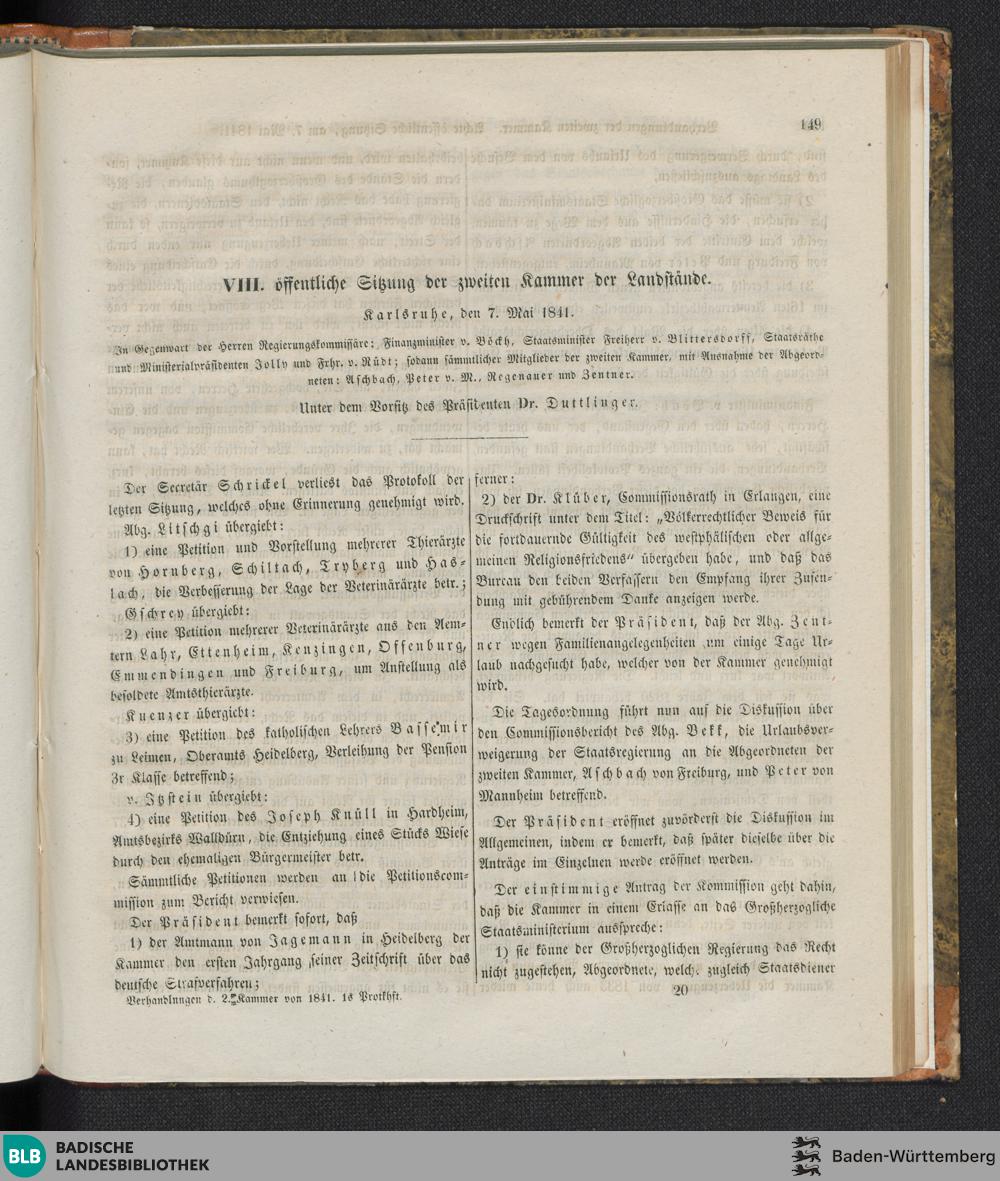 149
VIII. öffentliche Sitzung der zweiten Kammer der Landstände.
Karlsruhe, den 7. Mai 1841.
In Gegenwart der Herren Regierungskommissäre: Finanzminister v. Böckh, Staatsminister Freiherr v. Blittersdorff, Staatsräthe
und Ministerialpräsidenten Jolly und Frhr. v. Rüdt; sodann sämmtlicher Mitglieder der zweiten Kammer, mit Ausnahme der Abgeord-
neten: Aschbach, Peter v. M., Regenauer und Zentner.
Unter dem Vorsitz des Präsidenten Dr. Duttlinger.
Der Secretär Schrickel verliest das Protokoll der
letzten Sitzung, welches ohne Erinnerung genehmigt wird.
Abg. Litschgi übergiebt:
1) eine Petition und Vorstellung mehrerer Thierärzte
von Hornberg, Schiltach, Tryberg und Has-
lach, die Verbesserung der Lage der Veterinärärzte betr.;
Gschrey übergiebt:
2) eine Petition mehrerer Veterinärärzte aus den Aem-
tern Lahr, Ettenheim, Kenzingen, Offenburg,
Emmendingen und Freiburg, um Anstellung als
besoldete Amtsthierärzte.
Kuenzer übergiebt:
3) eine Petition des katholischen Lehrers Bassemir
zu Leimen, Oberamts Heidelberg, Verleihung der Pension
3r Klasse betreffend;
v. Itzstein übergiebt:
4) eine Petition des Joseph Knüll in Hardheim,
Amtsbezirks Walldürn, die Entziehung eines Stücks Wiese
durch den ehemaligen Bürgermeister betr.
Sämmtliche Petitionen werden an die Petitionscom-
mission zum Bericht verwiesen.
Der Präsident bemerkt sofort, daß
1) der Amtmann von Jagemann in Heidelberg der
Kammer den ersten Jahrgang seiner Zeitschrift über das
deutsche Strafverfahren;
Verhandlungen d. 2. Kammer von 1841. 1s Protkhft.
ferner:
2) der Dr. Klüber, Commissionsrath in Erlangen, eine
Druckschrift unter dem Titel: „Völkerrechtlicher Beweis für
die fortdauernde Gültigkeit des westphälischen oder allge-
meinen Religionsfriedens“ übergeben habe, und daß das
Bureau den beiden Verfassern den Empfang ihrer Zusen-
dung mit gebührendem Danke anzeigen werde.
Endlich bemerkt der Präsident, daß der Abg. Zent-
ner wegen Familienangelegenheiten um einige Tage Ur-
laub nachgesucht habe, welcher von der Kammer genehmigt
wird.
Die Tagesordnung führt nun auf die Diskussion über
den Commissionsbericht des Abg. Bekk, die Urlaubsver-
weigerung der Staatsregierung an die Abgeordneten der
zweiten Kammer, Aschbach von Freiburg, und Peter von
Mannheim betreffend.
Der Präsident eröffnet zuvörderst die Diskussion im
Allgemeinen, indem er bemerkt, daß später dieselbe über die
Anträge im Einzelnen werde eröffnet werden.
Der einstimmige Antrag der Kommission geht dahin,
daß die Kammer in einem Erlasse an das Großherzogliche
Staatsministerium ausspreche:
1) sie könne der Großherzoglichen Regierung das Recht
nicht zugestehen, Abgeordnete, welch. zugleich Staatsdiener
20
BLB BADISCHE
LANDESBIBLIOTHEK
Baden-Württemberg